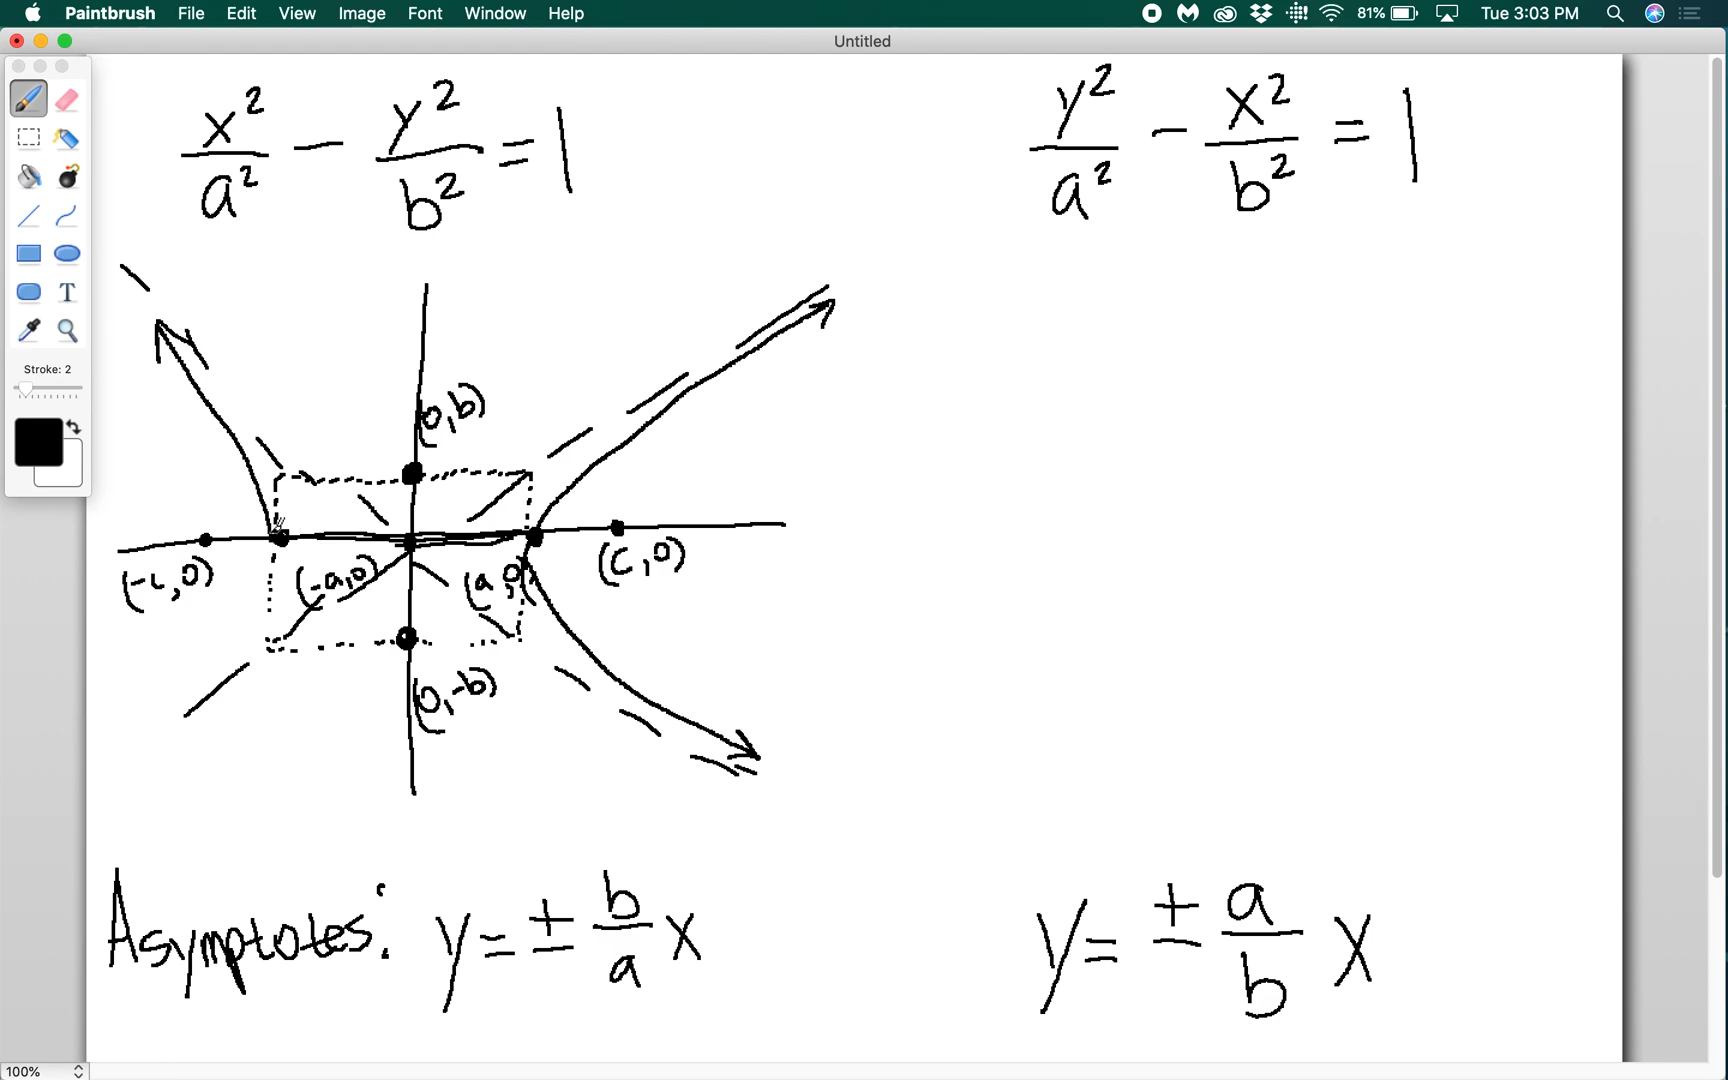 Paintbrush File Edit View Image Font Window Help 81% Tue 3:03 PM
Untitled
Stroke: 2
x²/a² − y²/b² = 1
y²/a² − x²/b² = 1
(0,b)
(-c,0) (-a,0) (a,0) (c,0)
(0,-b)
Asymptotes: y = ± b/a x
y = ± a/b x
100%